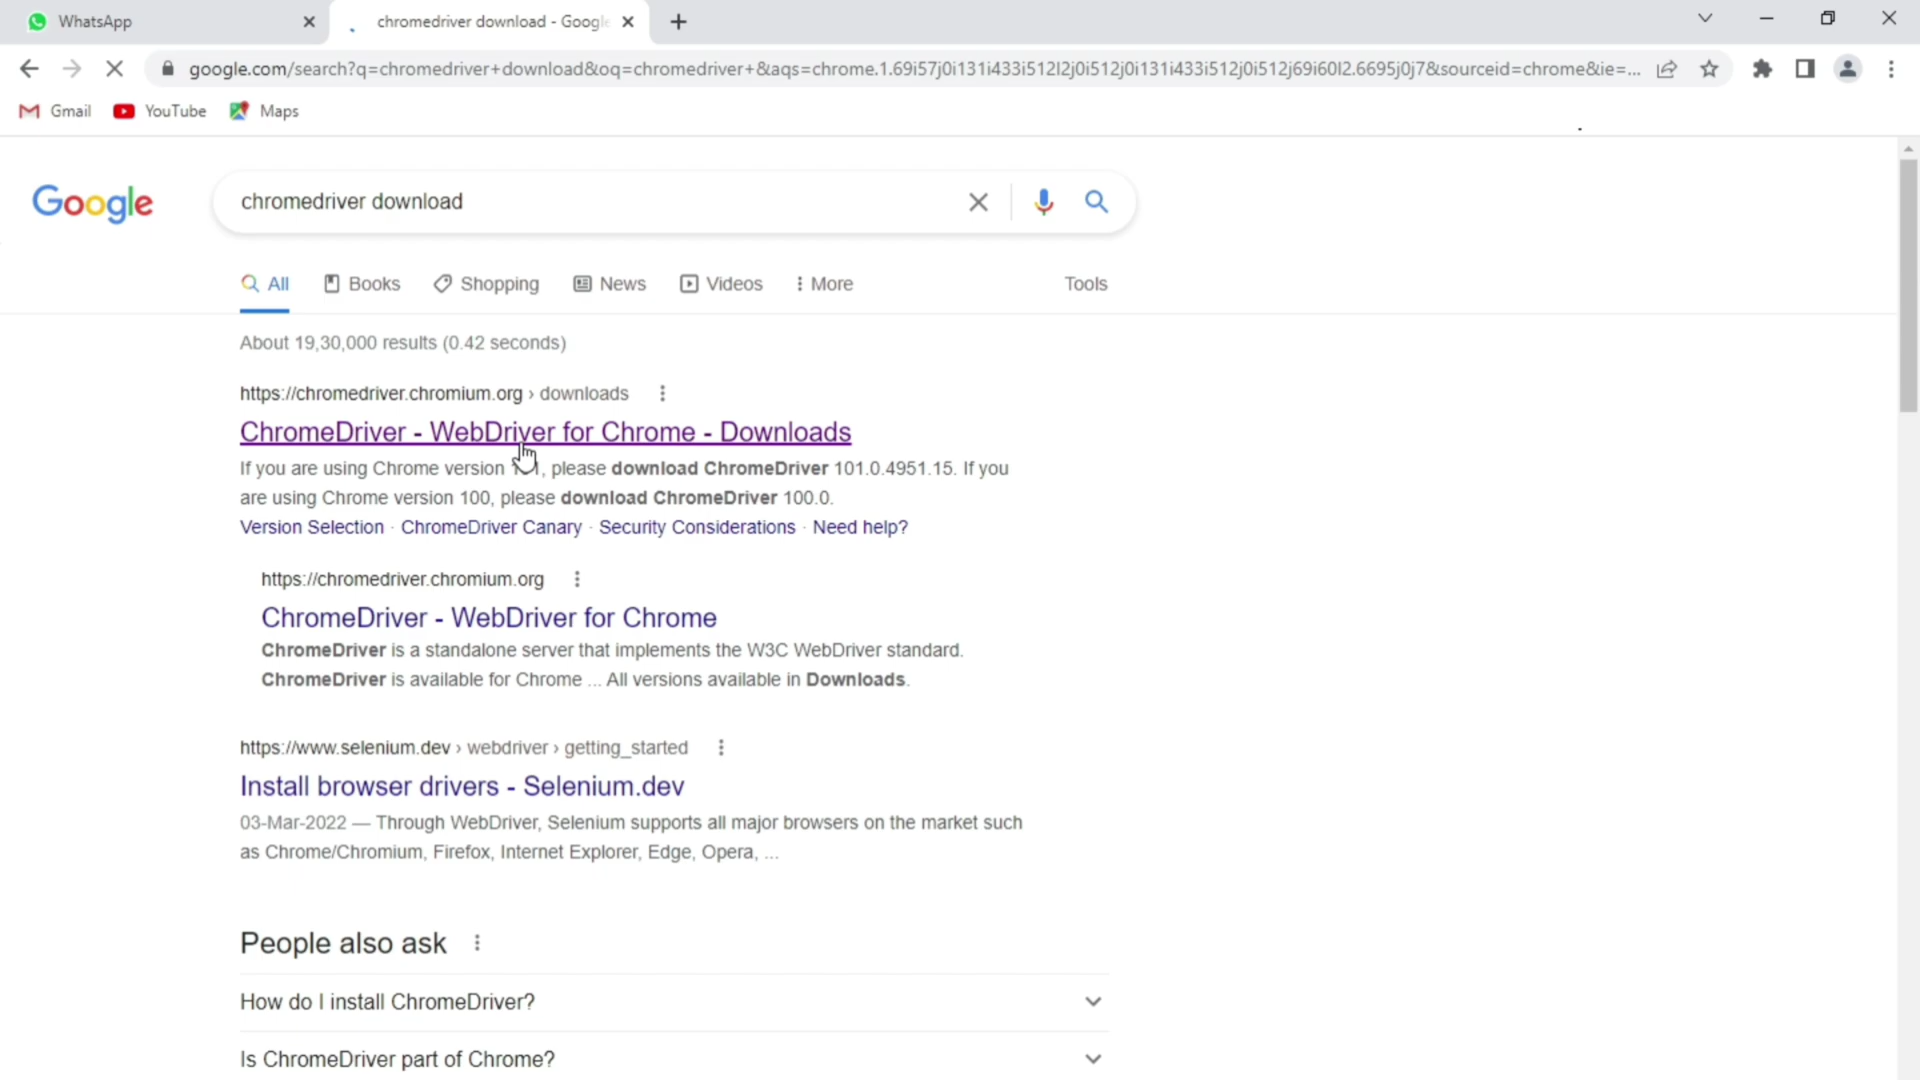 WhatsApp
chromedriver download - Google
google.com/search?q=chromedriver+download&oq=chromedriver+&aqs=chrome.1.69i57j0i131i433i512l2j0i512j0i131i433i512j0i512j69i60l2.6695j0j7&sourceid=chrome&ie=...
Gmail
YouTube
Maps
Google
chromedriver download
All
Books
Shopping
News
Videos
More
Tools
About 19,30,000 results (0.42 seconds)
https://chromedriver.chromium.org › downloads
ChromeDriver - WebDriver for Chrome - Downloads
If you are using Chrome version , please download ChromeDriver 101.0.4951.15. If you
are using Chrome version 100, please download ChromeDriver 100.0.
Version Selection · ChromeDriver Canary · Security Considerations · Need help?
https://chromedriver.chromium.org
ChromeDriver - WebDriver for Chrome
ChromeDriver is a standalone server that implements the W3C WebDriver standard.
ChromeDriver is available for Chrome ... All versions available in Downloads.
https://www.selenium.dev › webdriver › getting_started
Install browser drivers - Selenium.dev
03-Mar-2022 — Through WebDriver, Selenium supports all major browsers on the market such
as Chrome/Chromium, Firefox, Internet Explorer, Edge, Opera, ...
People also ask
How do I install ChromeDriver?
Is ChromeDriver part of Chrome?